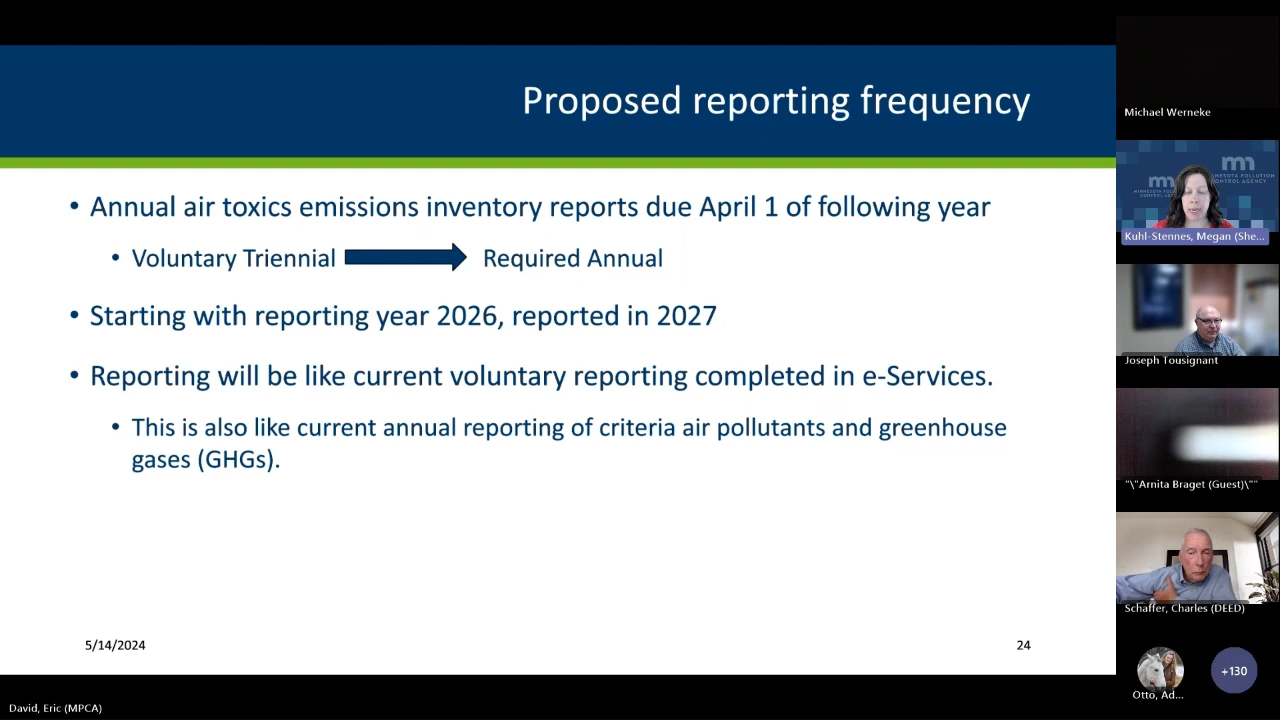 Proposed reporting frequency
• Annual air toxics emissions inventory reports due April 1 of following year
• Voluntary Triennial Required Annual
• Starting with reporting year 2026, reported in 2027
• Reporting will be like current voluntary reporting completed in e-Services.
• This is also like current annual reporting of criteria air pollutants and greenhouse
gases (GHGs).
5/14/2024
24
David, Eric (MPCA)
Michael Werneke
MINNESOTA POLLUTION
CONTROL AGENCY
Kuhl-Stennes, Megan (She...
Joseph Tousignant
"\"Arnita Braget (Guest)\""
Schaffer, Charles (DEED)
Otto, Ad...
+130